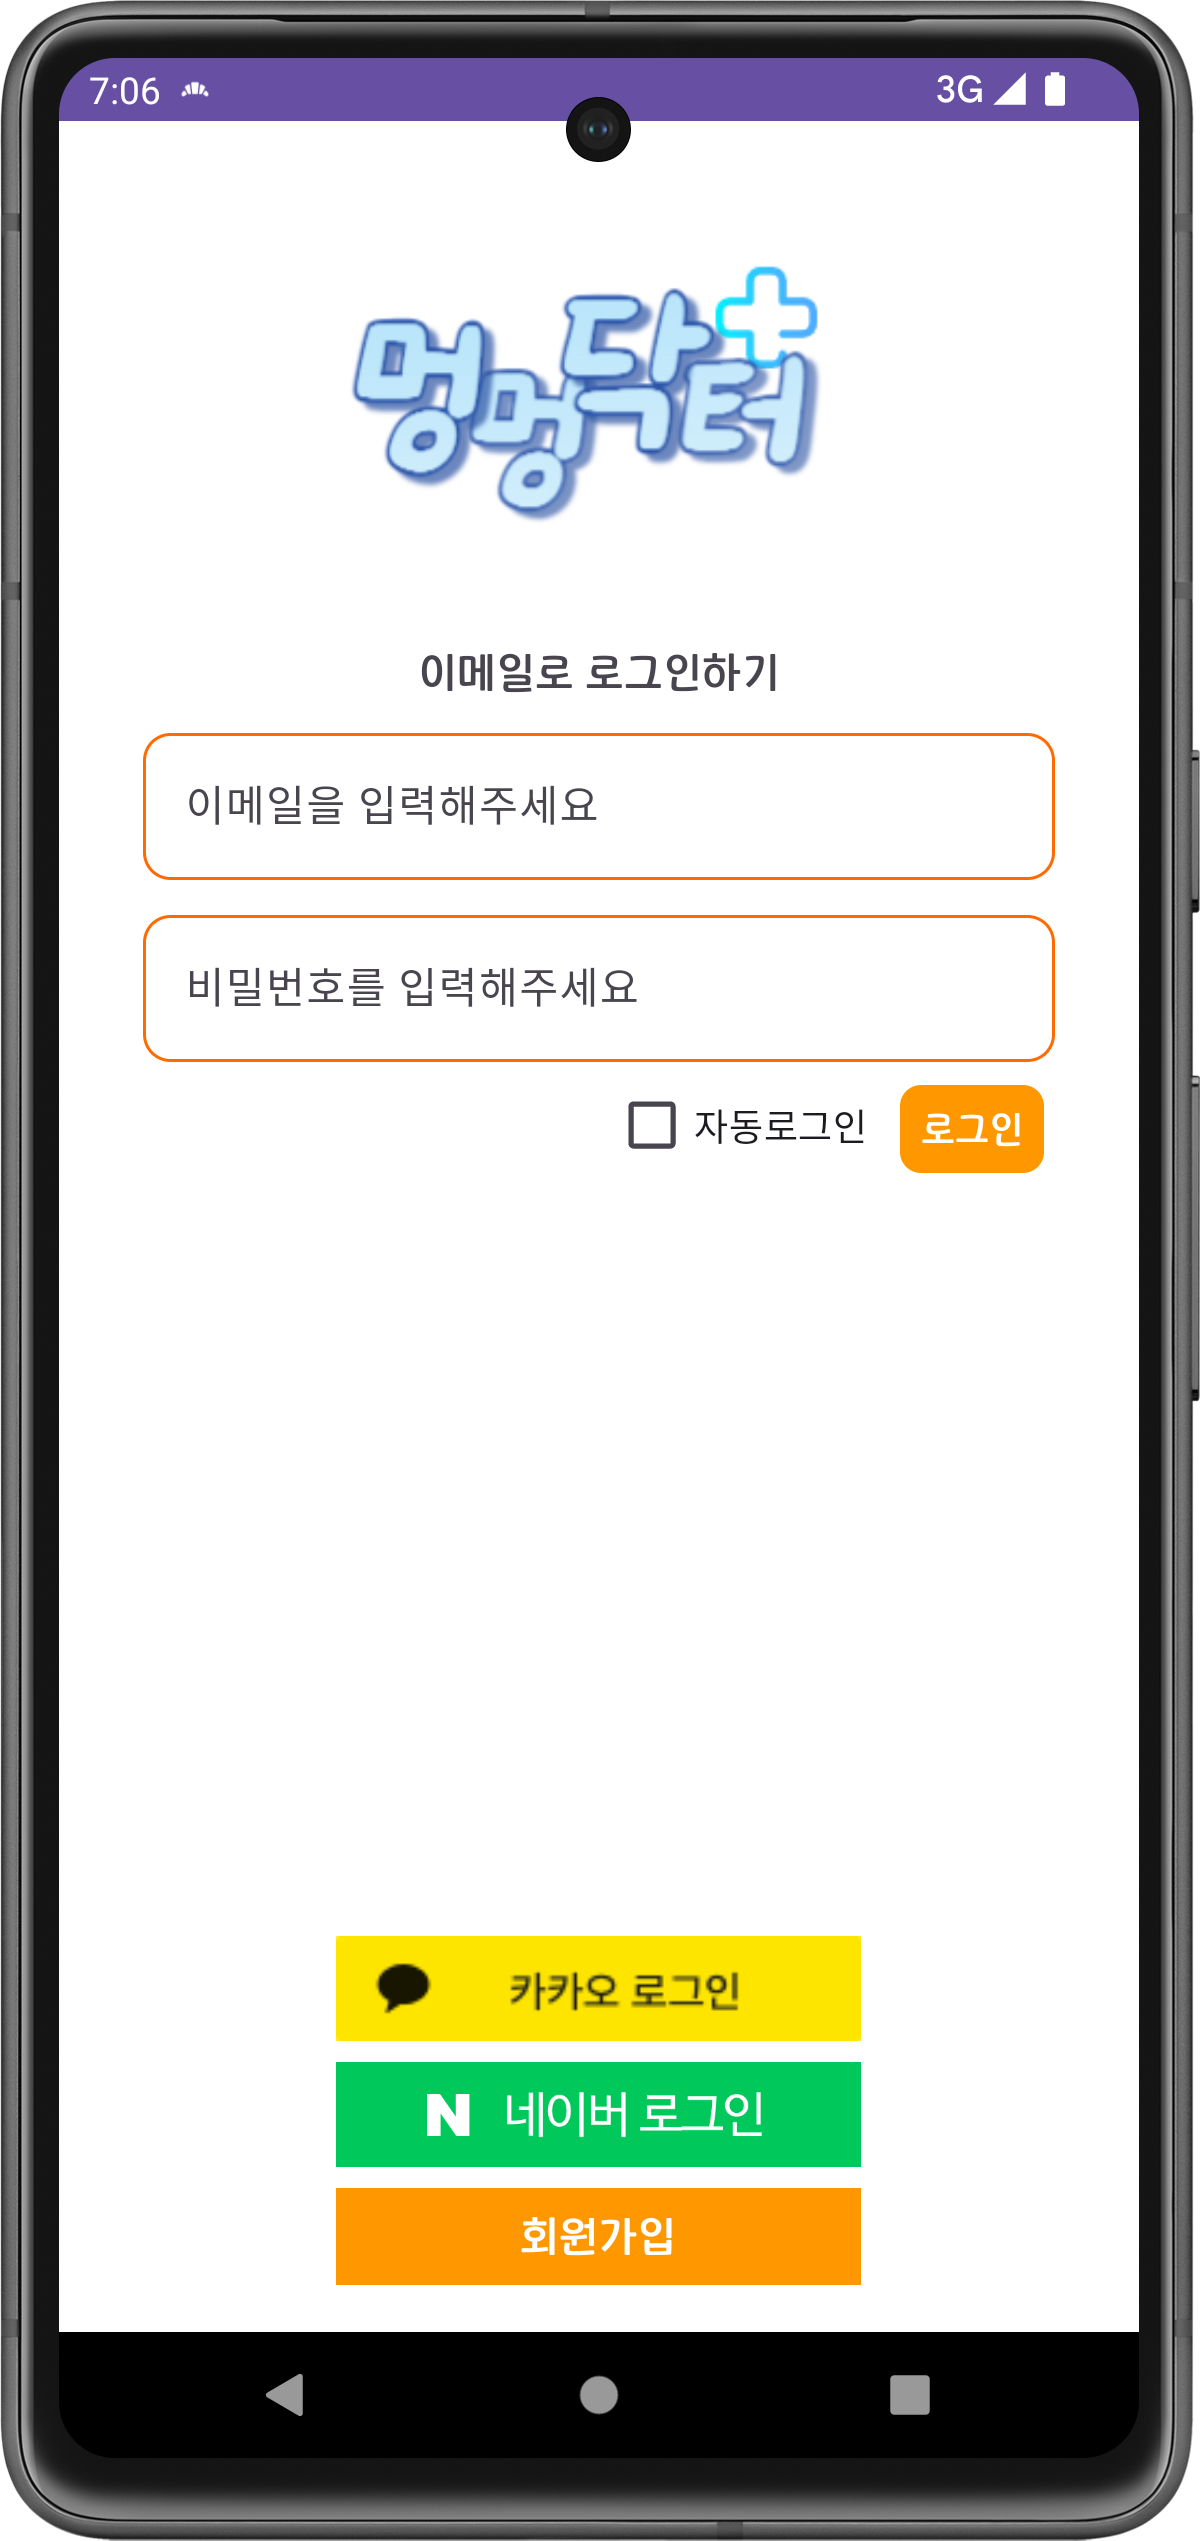 7:06 3G
멍멍닥터
이메일로 로그인하기
이메일을 입력해주세요
비밀번호를 입력해주세요
자동로그인 로그인
카카오 로그인
N 네이버 로그인
회원가입